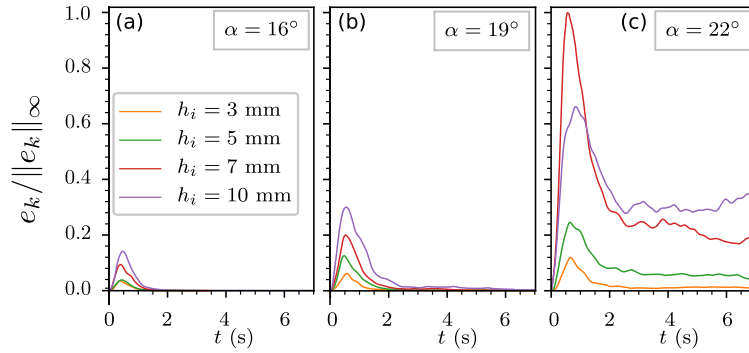 (a) α = 16°
(b) α = 19°
(c) α = 22°
e_k/‖e_k‖_∞
1.0
0.8
0.6
0.4
0.2
0.0
h_i = 3 mm
h_i = 5 mm
h_i = 7 mm
h_i = 10 mm
0 2 4 6
0 2 4 6
0 2 4 6
t (s)
t (s)
t (s)